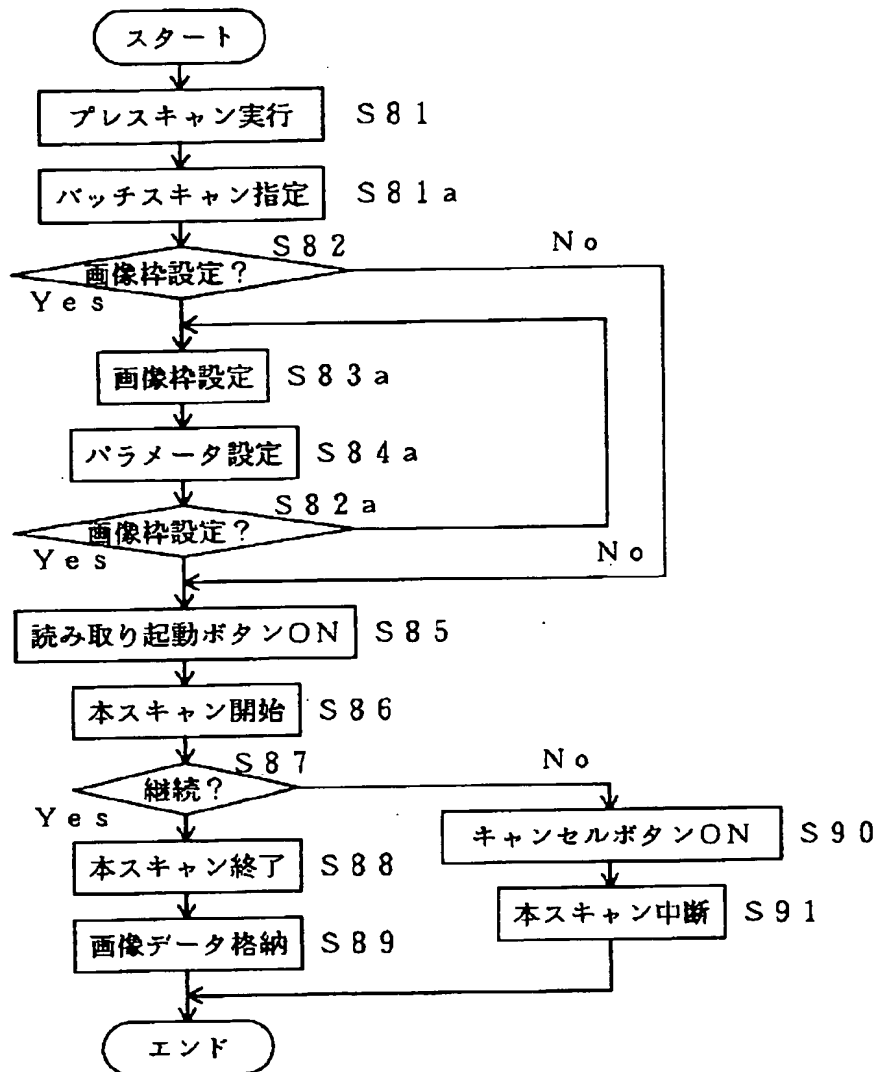 スタート
プレスキャン実行 S81
バッチスキャン指定 S81a
S82
No
画像枠設定?
Yes
画像枠設定 S83a
パラメータ設定 S84a
S82a
画像枠設定?
Yes
No
読み取り起動ボタンON S85
本スキャン開始 S86
S87
No
継続?
Yes
キャンセルボタンON S90
本スキャン終了 S88
本スキャン中断 S91
画像データ格納 S89
エンド